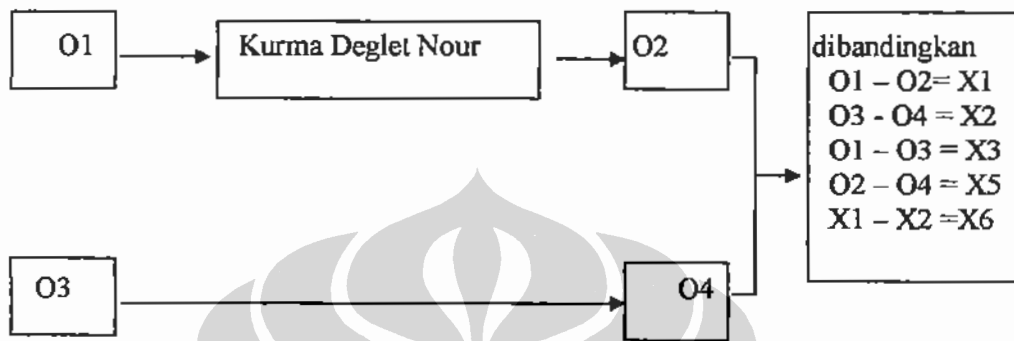 O1
Kurma Deglet Nour
O2
dibandingkan
O1 – O2= X1
O3 - O4 = X2
O1 – O3 = X3
O2 – O4 = X5
X1 – X2 =X6
O3
O4